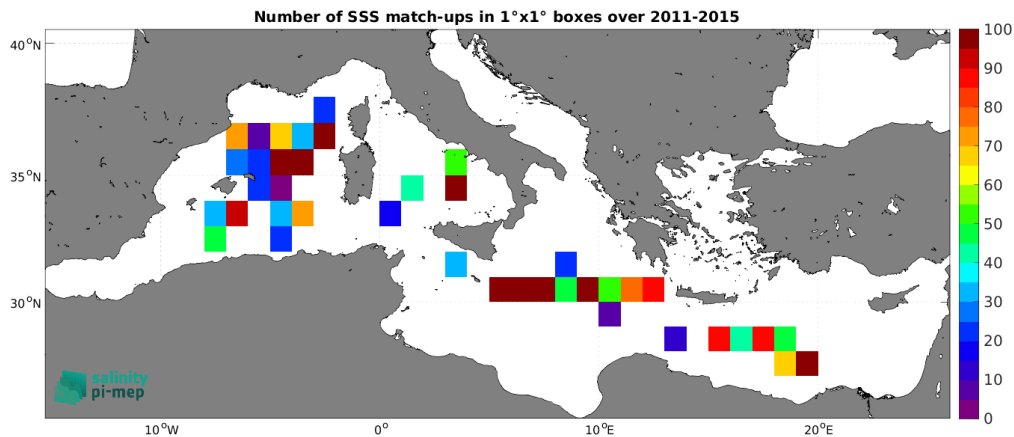 Number of SSS match-ups in 1°x1° boxes over 2011-2015
40°N
35°N
30°N
10°W
0°
10°E
20°E
100
90
80
70
60
50
40
30
20
10
0
salinity
pi-mep